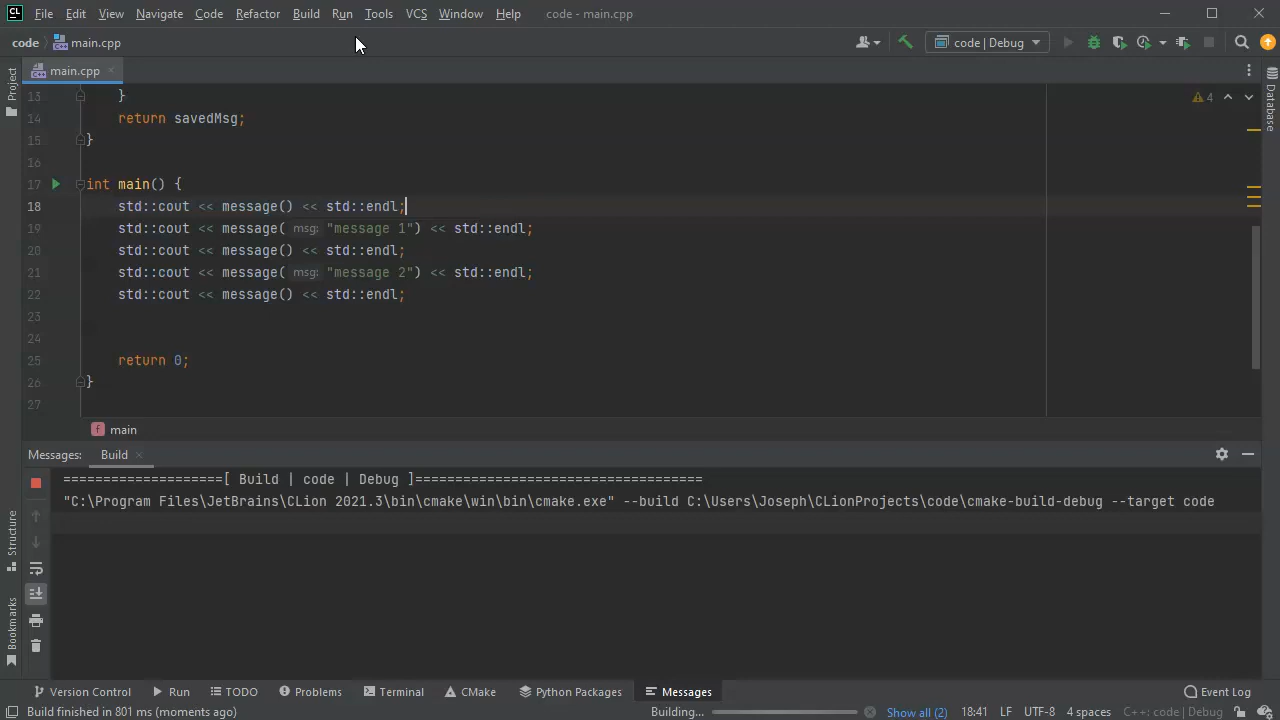 CL File Edit View Navigate Code Refactor Build Run Tools VCS Window Help code - main.cpp
code main.cpp code | Debug
Project main.cpp Database
13 }
14 return savedMsg;
15 }
16
17 int main() {
18 std::cout << message() << std::endl;
19 std::cout << message( msg: "message 1") << std::endl;
20 std::cout << message() << std::endl;
21 std::cout << message( msg: "message 2") << std::endl;
22 std::cout << message() << std::endl;
23
24
25 return 0;
26 }
27
4
f main
Messages: Build
====================[ Build | code | Debug ]====================================
"C:\Program Files\JetBrains\CLion 2021.3\bin\cmake\win\bin\cmake.exe" --build C:\Users\Joseph\CLionProjects\code\cmake-build-debug --target code
Structure
Bookmarks
Version Control Run TODO Problems Terminal CMake Python Packages Messages Event Log
Build finished in 801 ms (moments ago) Building... Show all (2) 18:41 LF UTF-8 4 spaces C++: code | Debug